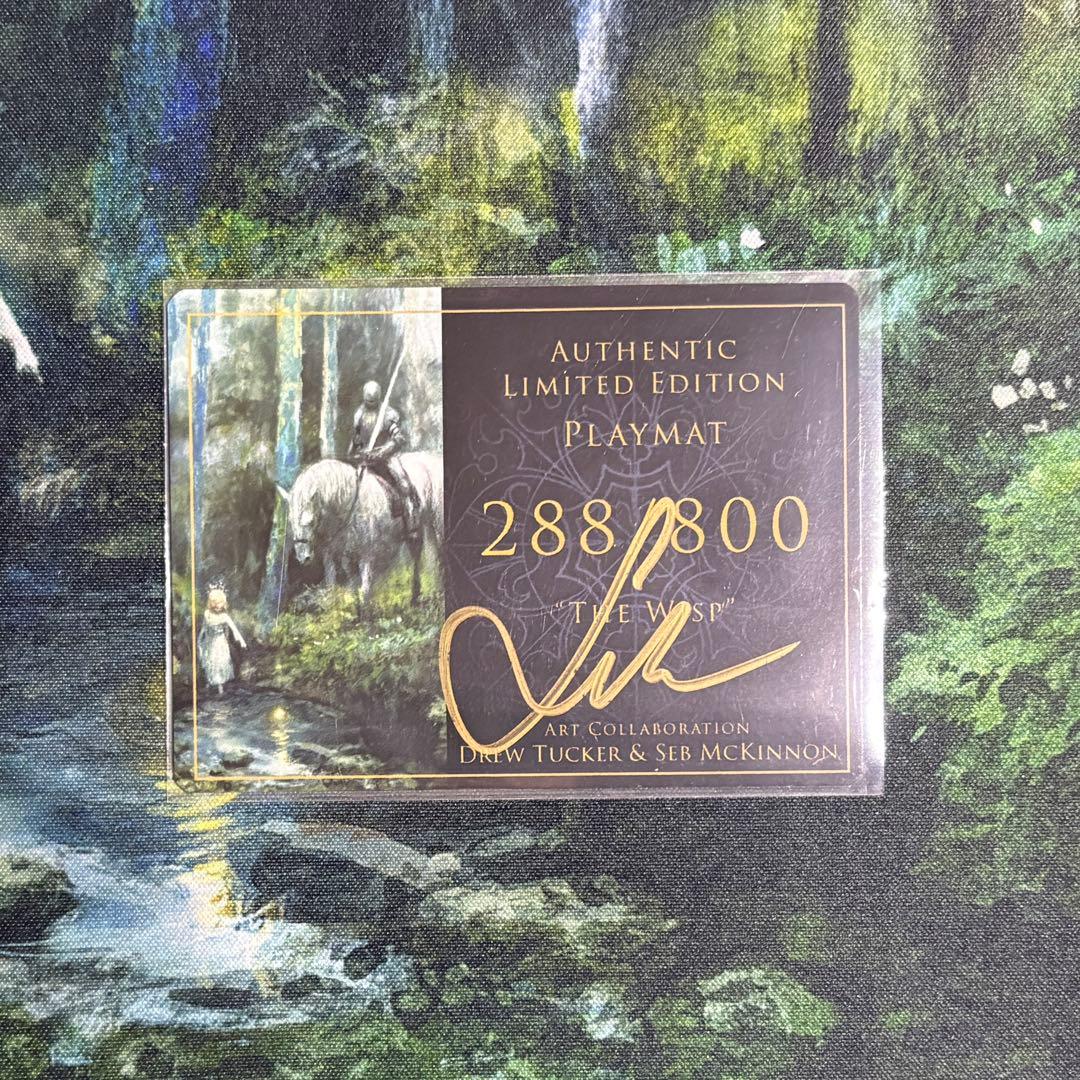 AUTHENTIC
LIMITED EDITION
PLAYMAT
288/800
"THE WISP"
ART COLLABORATION
DREW TUCKER & SEB MCKINNON